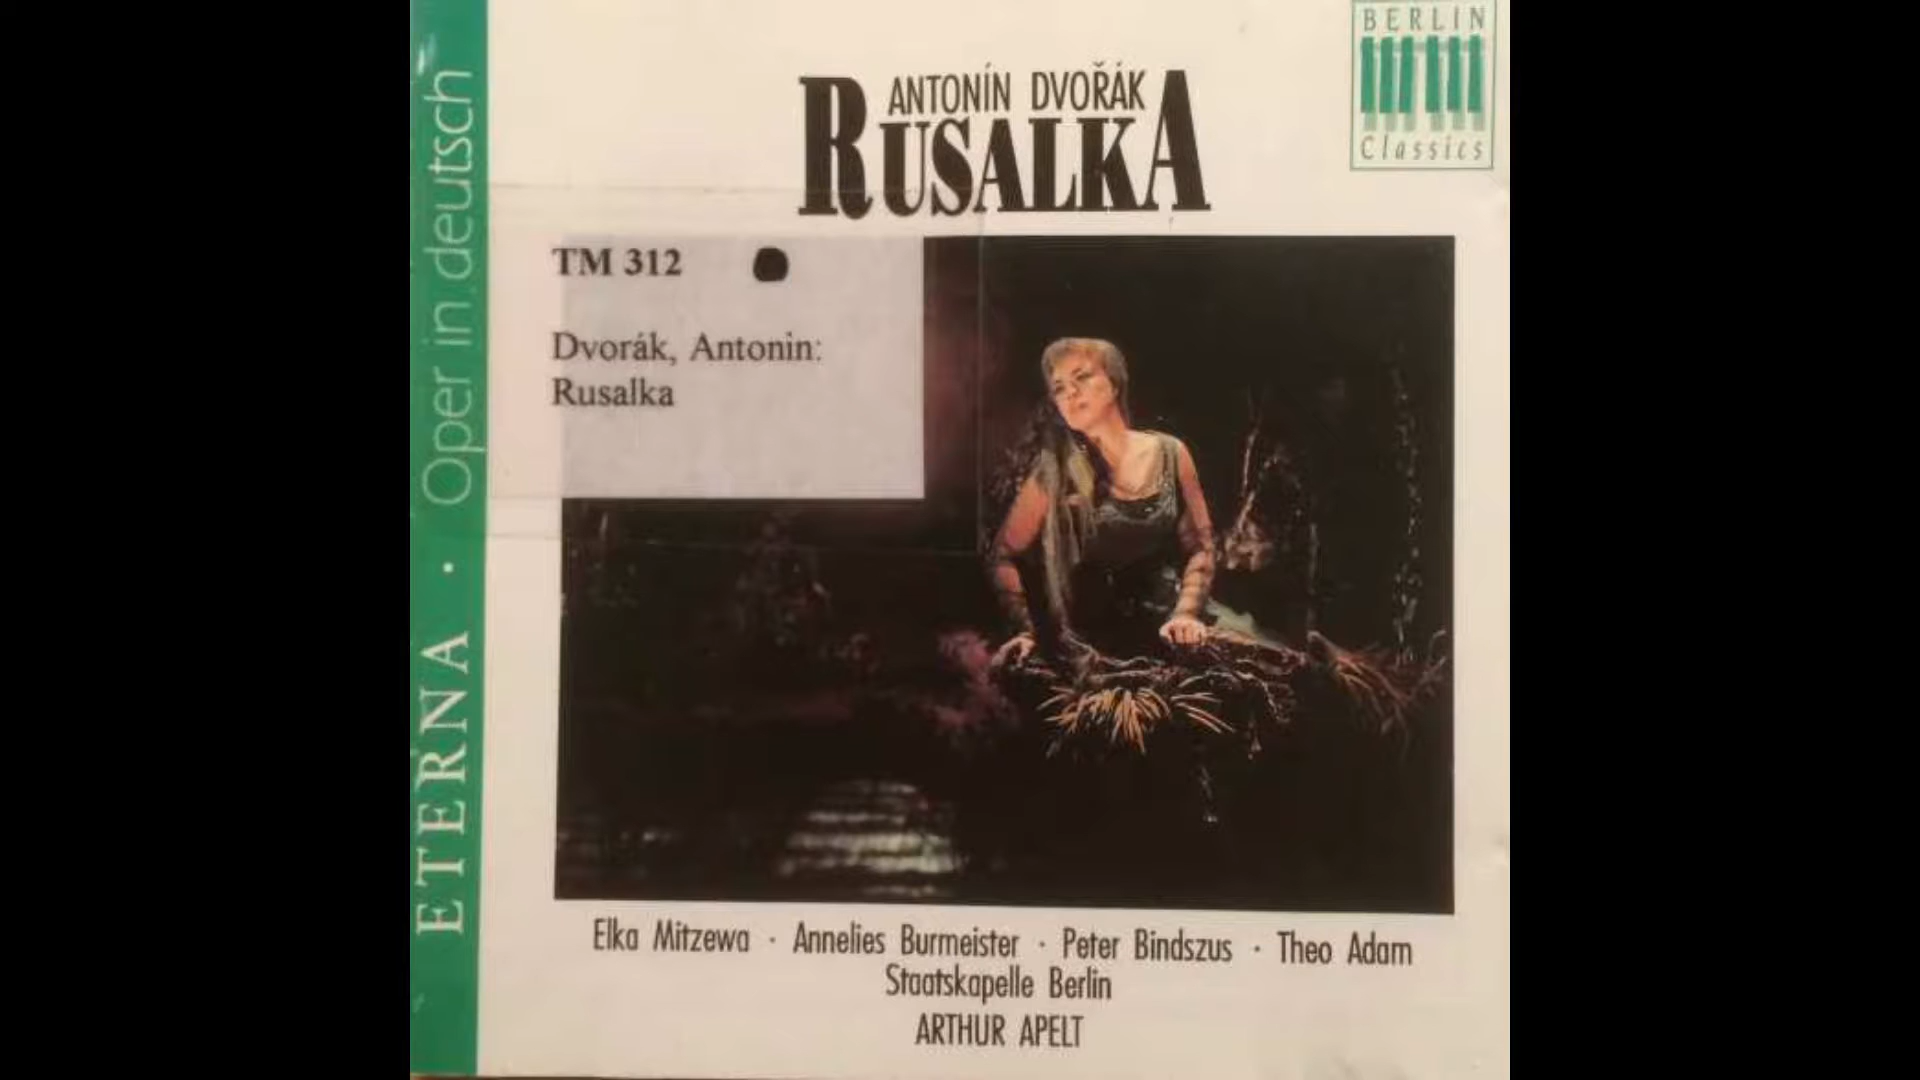 BERLIN
Classics
ANTONÍN DVOŘÁK
RUSALKA
ETERNA · Oper in deutsch
TM 312
Dvorák, Antonin:
Rusalka
Elka Mitzewa · Annelies Burmeister · Peter Bindszus · Theo Adam
Staatskapelle Berlin
ARTHUR APELT